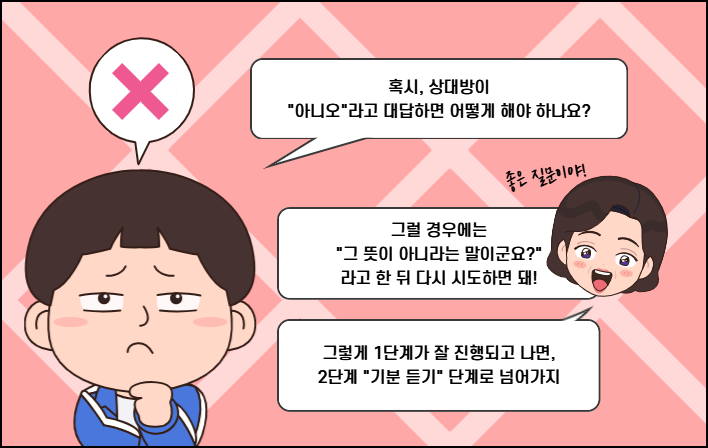 혹시, 상대방이
"아니오"라고 대답하면 어떻게 해야 하나요?
좋은 질문이야!
그럴 경우에는
"그 뜻이 아니라는 말이군요?"
라고 한 뒤 다시 시도하면 돼!
그렇게 1단계가 잘 진행되고 나면,
2단계 "기분 듣기" 단계로 넘어가지